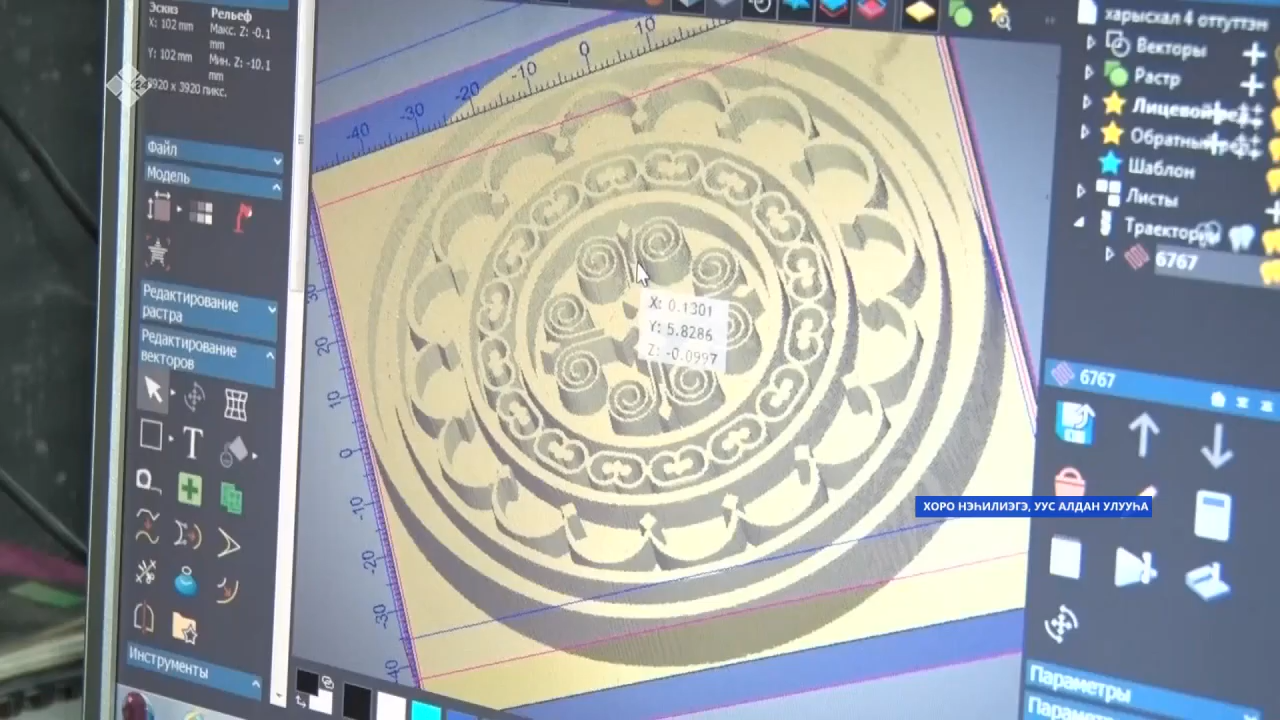 Эскиз
X: 102 mm
Y: 102 mm
3920 x 3920 пикс.
Рельеф
Макс. Z: -0.1
mm
Мин. Z: -10.1
mm
Файл
Модель
Редактирование
растра
Редактирование
векторов
Инструменты
-40
-30
-20
-10
0
10
30
20
10
0
-10
-20
-30
-40
X: 0.1301
Y: 5.8286
Z: -0.0997
харысхал 4 оттуттэн
Векторы
Растр
Лицевой
Обратный
Шаблон
Листы
6767
6767
ХОРО НЭҺИЛИЭГЭ, УУС АЛДАН УЛУУҺА
Параметры